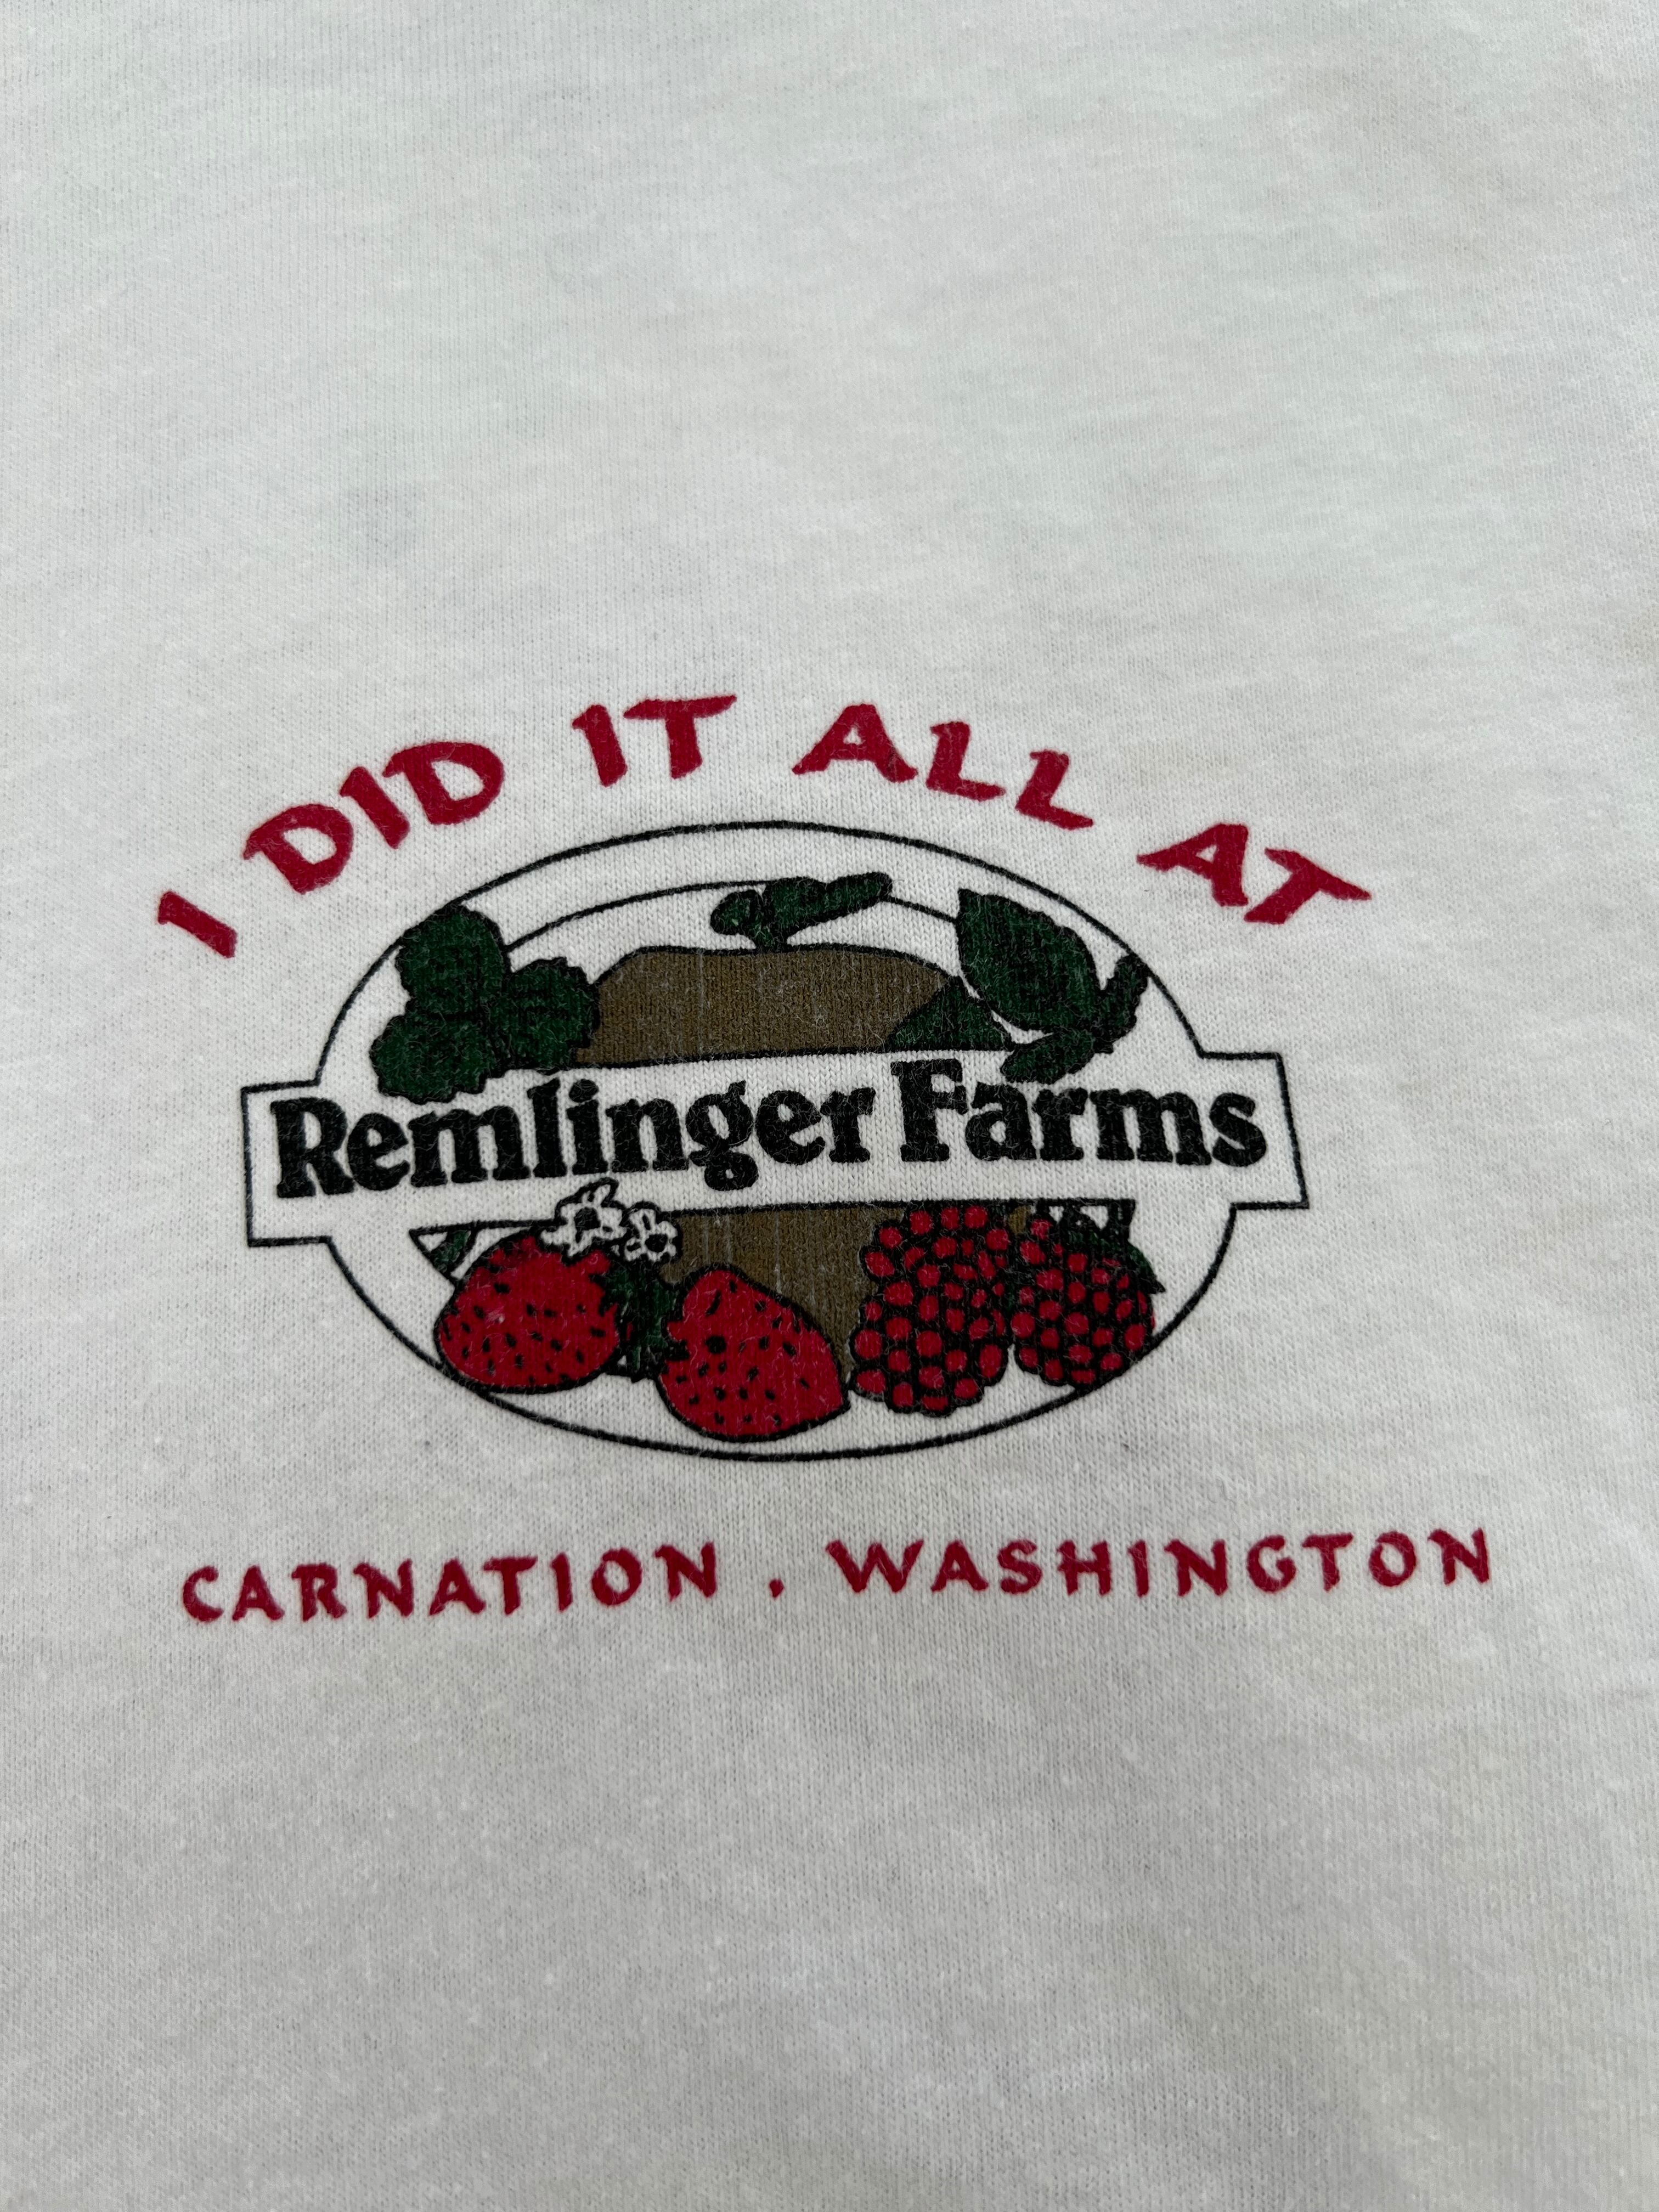 I DID IT ALL AT
Remlinger Farms
CARNATION . WASHINGTON